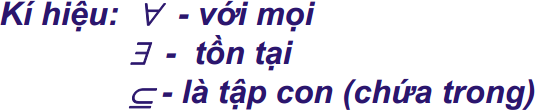 Kí hiệu: ∀ - với mọi
∃ - tồn tại
⊆ - là tập con (chứa trong)